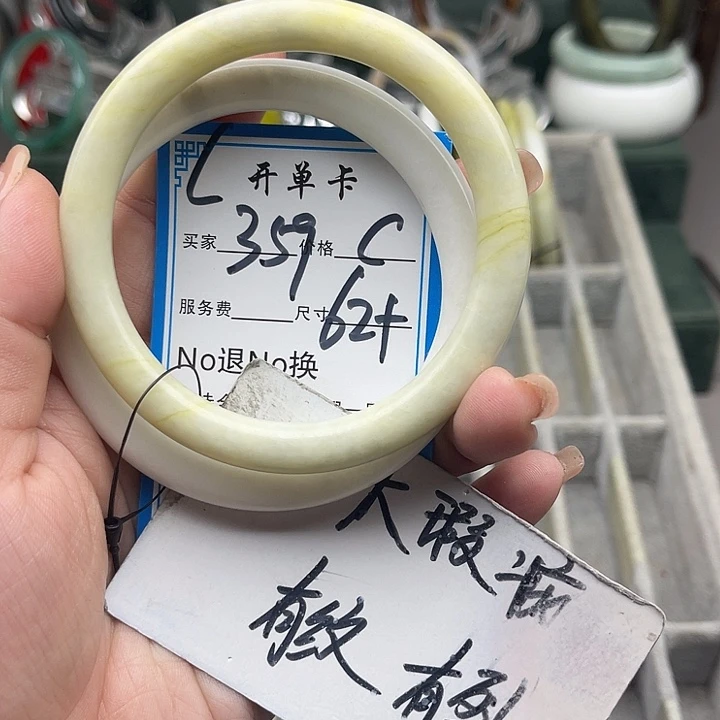 L 开单卡
买家 359 价格 C
服务费 尺寸 62+
No退No换
大瑕疵
有纹 有裂